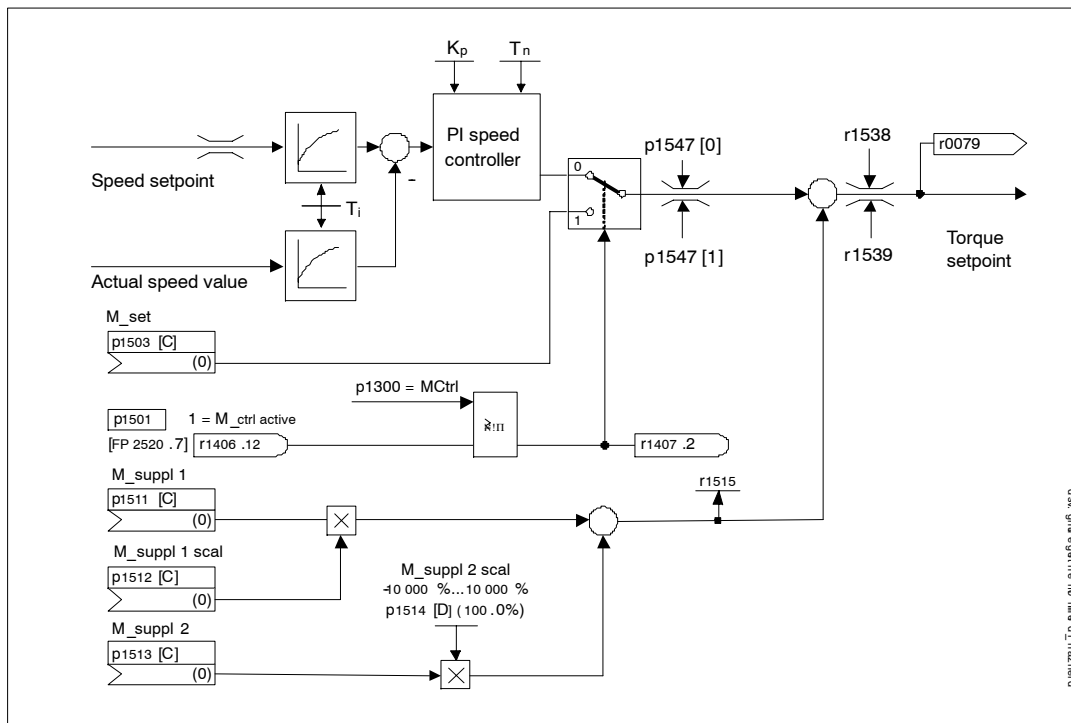 Kp
Tn
PI speed
controller
Speed setpoint
Ti
Actual speed value
-
0
1
p1547 [0]
p1547 [1]
r1538
r1539
r0079
Torque
setpoint
M_set
p1503 [C]
(0)
p1300 = MCtrl
p1501
1 = M_ctrl active
[FP 2520 .7]
r1406 .12
r1407 .2
M_suppl 1
p1511 [C]
(0)
r1515
M_suppl 1 scal
p1512 [C]
(0)
M_suppl 2 scal
-10 000 %...10 000 %
p1514 [D] (100 .0%)
M_suppl 2
p1513 [C]
(0)